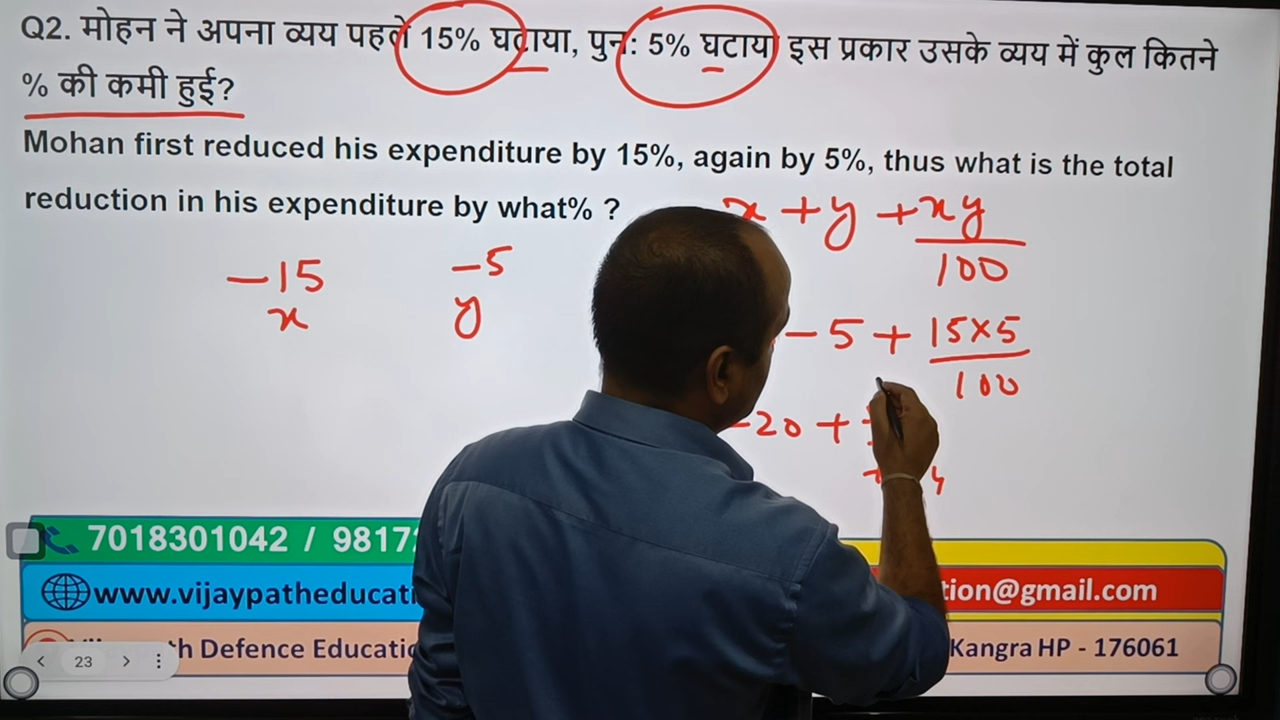 Q2. मोहन ने अपना व्यय पहले 15% घटाया, पुन: 5% घटाया इस प्रकार उसके व्यय में कुल कितने
% की कमी हुई?
Mohan first reduced his expenditure by 15%, again by 5%, thus what is the total
reduction in his expenditure by what% ?
x + y + xy
100
-15 -5
x y
- 5 + 15×5
100
-20 +
7018301042 / 9817
www.vijaypatheducati
tion@gmail.com
th Defence Educatio
Kangra HP - 176061
23